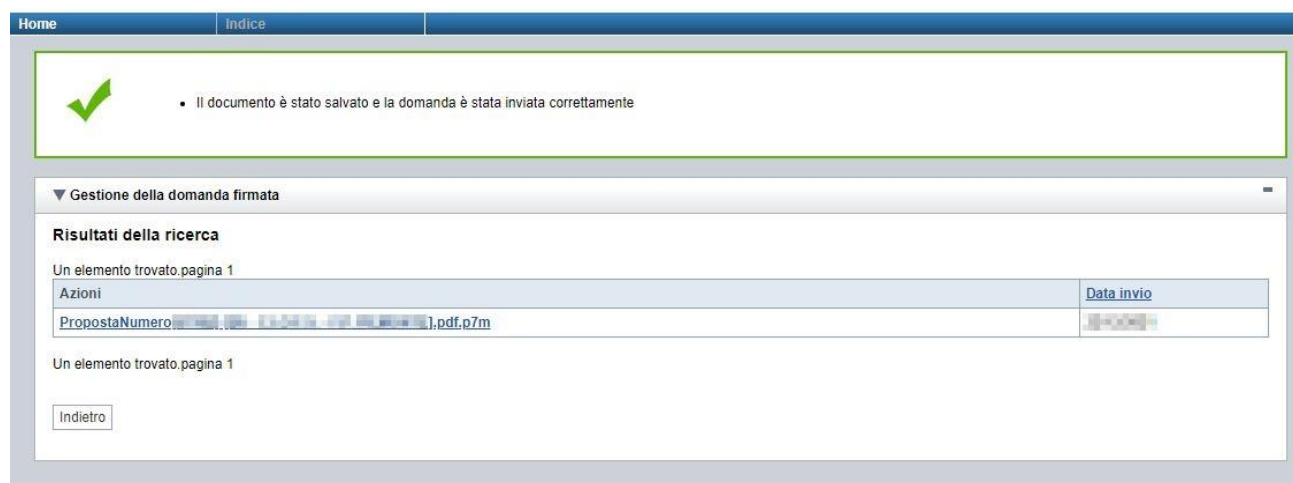 Home Indice
Il documento è stato salvato e la domanda è stata inviata correttamente
Gestione della domanda firmata
Risultati della ricerca
Un elemento trovato.pagina 1
Azioni Data invio
PropostaNumero ].pdf.p7m
Un elemento trovato.pagina 1
Indietro